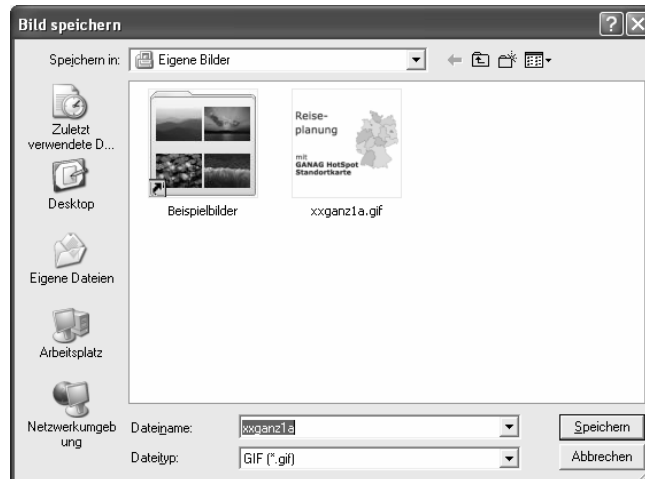 Bild speichern
Speichern in:
Eigene Bilder
Zuletzt
verwendete D...
Desktop
Eigene Dateien
Arbeitsplatz
Netzwerkumgeb
ung
Reise-
planung
mit
GANAG HotSpot
Standortkarte
Beispielbilder
xxganz1a.gif
Dateiname:
xxganz1a
Speichern
Dateityp:
GIF (*.gif)
Abbrechen